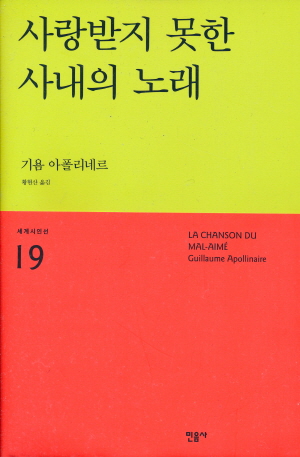 사랑받지 못한
사내의 노래
기욤 아폴리네르
황현산 옮김
세계시인선
19
LA CHANSON DU
MAL-AIMÉ
Guillaume Apollinaire
민음사